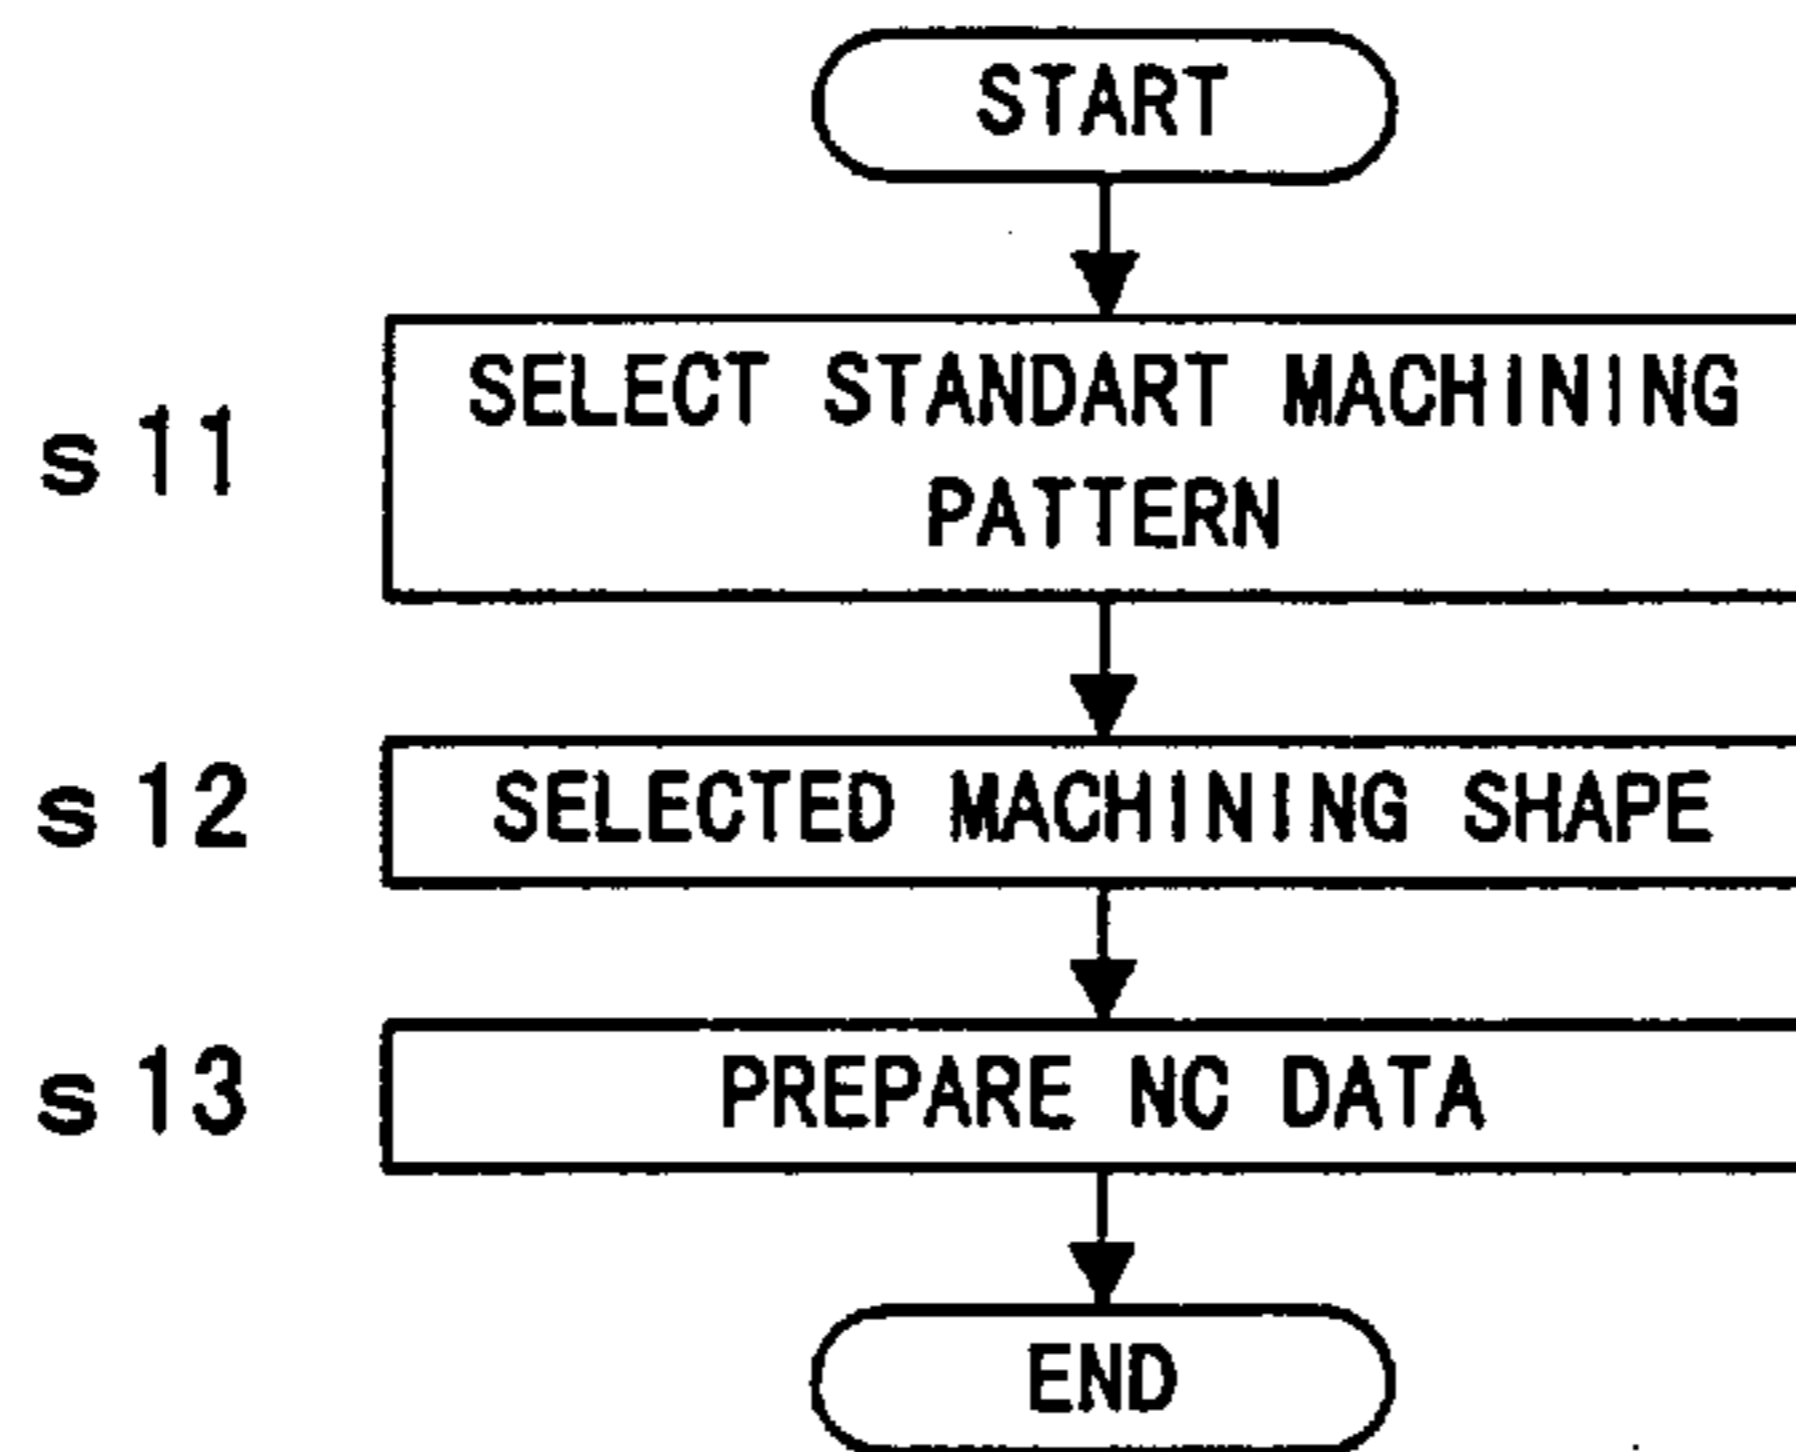 START
s 11
SELECT STANDART MACHINING
PATTERN
s 12
SELECTED MACHINING SHAPE
s 13
PREPARE NC DATA
END